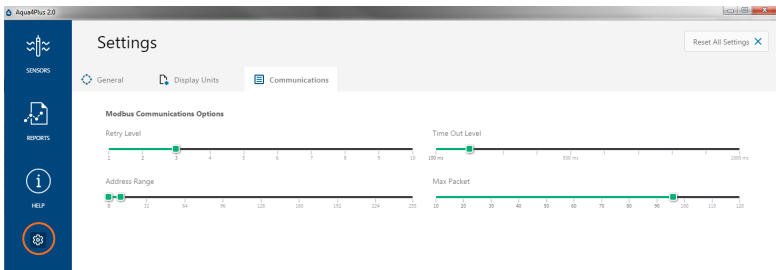 Aqua4Plus 2.0
Settings
Reset All Settings
SENSORS
General
Display Units
Communications
Modbus Communications Options
Retry Level
1 2 3 4 5 6 7 8 9 10
Time Out Level
100 ms 500 ms 2000 ms
REPORTS
Address Range
0 32 64 96 128 160 192 224 255
Max Packet
10 20 30 40 50 60 70 80 90 100 110 120
HELP